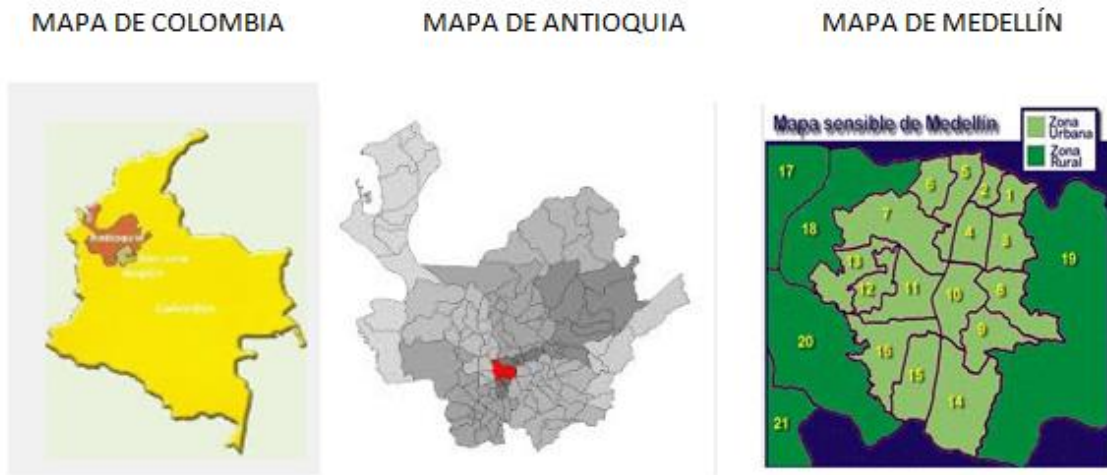 MAPA DE COLOMBIA
MAPA DE ANTIOQUIA
MAPA DE MEDELLÍN
Antioquia
Colombia
Mapa sensible de Medellín
Zona
Urbana
Zona
Rural
17
6
5
2
1
7
18
4
3
19
13
12
11
10
8
9
20
16
15
14
21